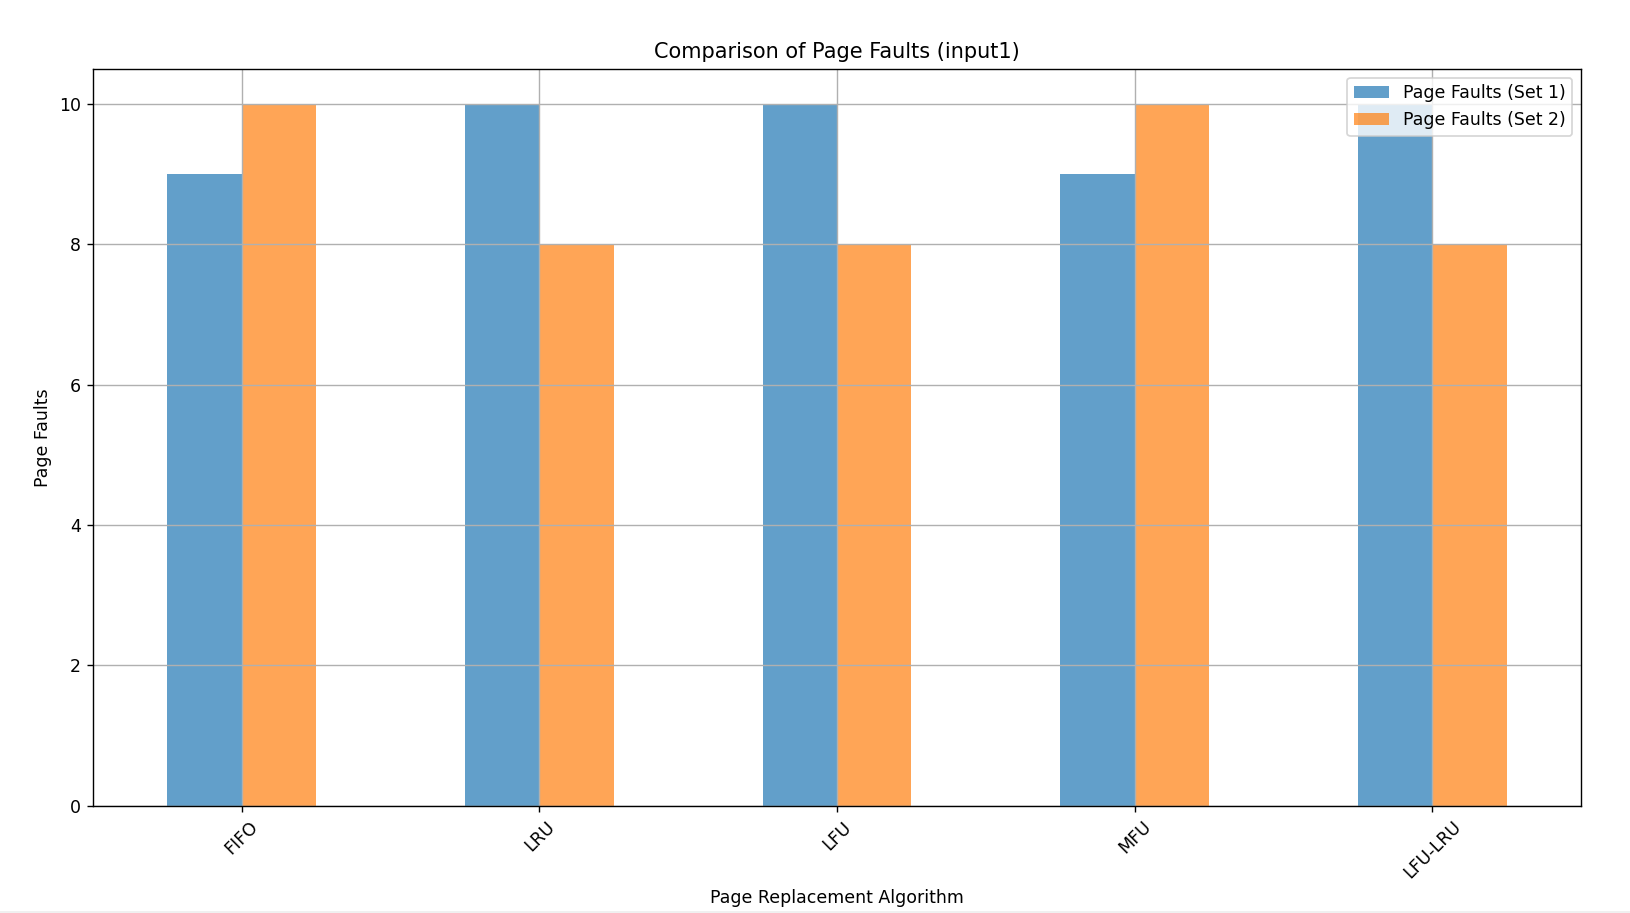 Comparison of Page Faults (input1)
Page Faults (Set 1)
Page Faults (Set 2)
10
8
6
4
2
0
Page Faults
FIFO
LRU
LFU
MFU
LFU-LRU
Page Replacement Algorithm